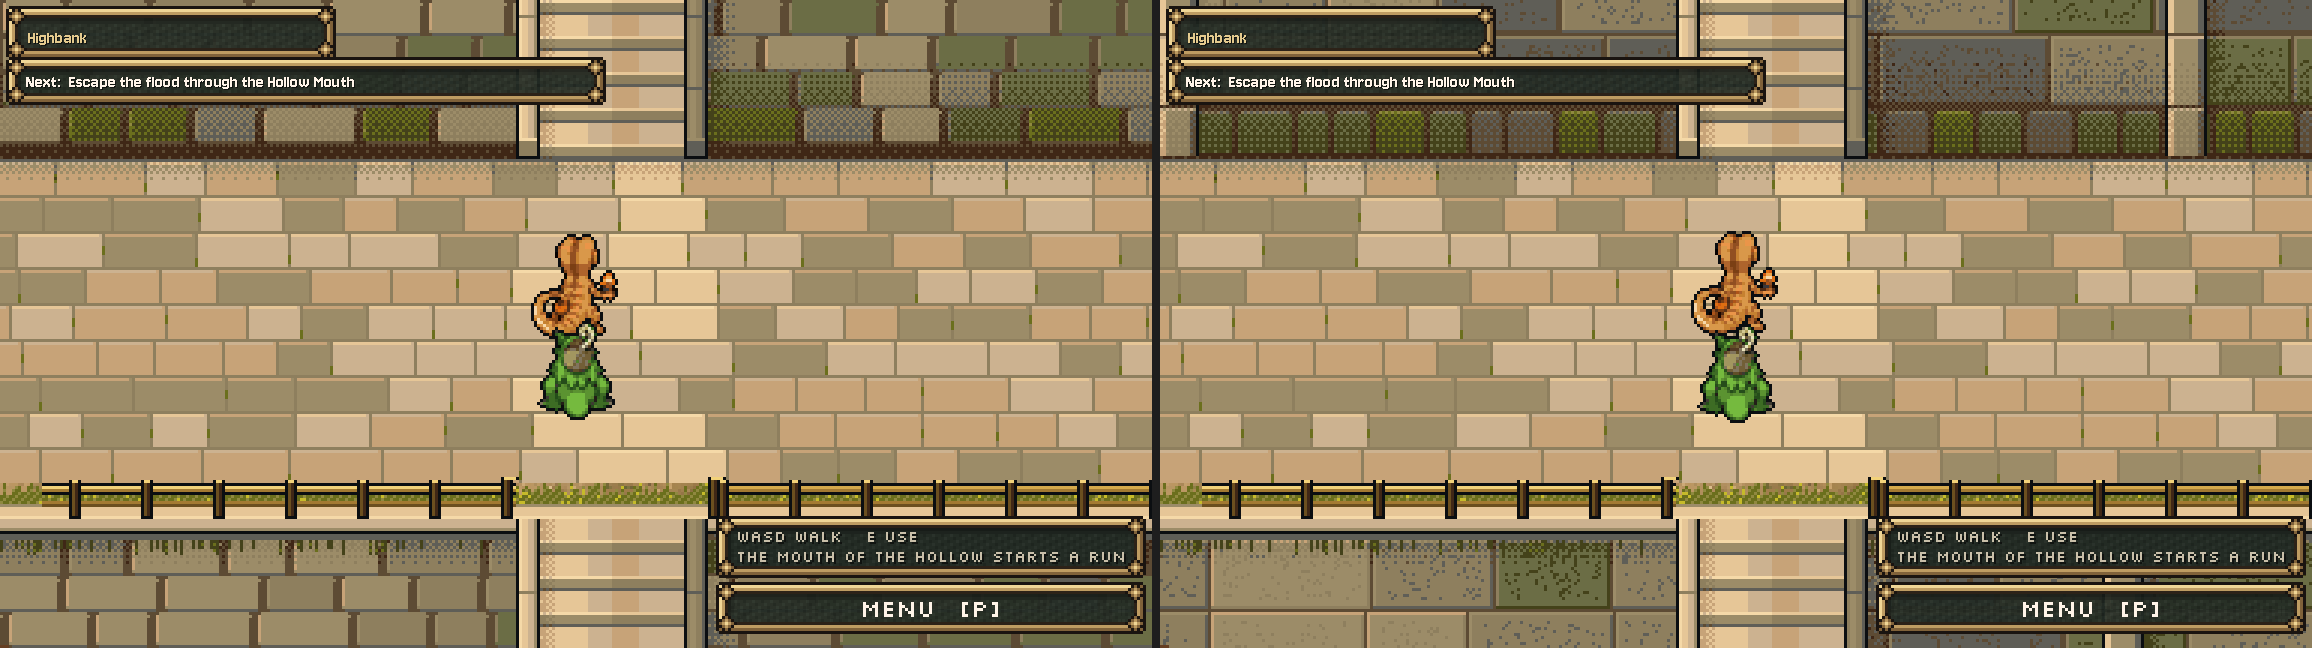 Highbank
Next: Escape the flood through the Hollow Mouth
WASD WALK E USE
THE MOUTH OF THE HOLLOW STARTS A RUN
MENU [P]
Highbank
Next: Escape the flood through the Hollow Mouth
WASD WALK E USE
THE MOUTH OF THE HOLLOW STARTS A RUN
MENU [P]